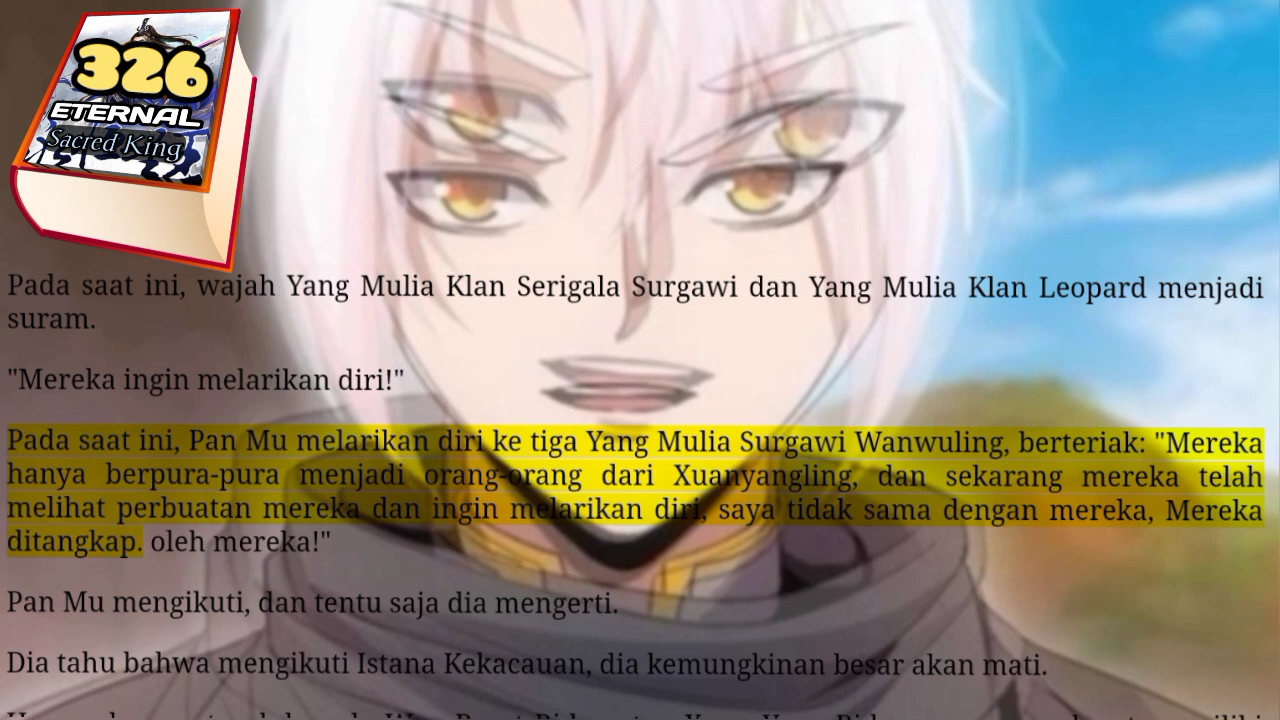 326
ETERNAL
Sacred King
Pada saat ini, wajah Yang Mulia Klan Serigala Surgawi dan Yang Mulia Klan Leopard menjadi
suram.
"Mereka ingin melarikan diri!"
Pada saat ini, Pan Mu melarikan diri ke tiga Yang Mulia Surgawi Wanwuling, berteriak: "Mereka
hanya berpura-pura menjadi orang-orang dari Xuanyangling, dan sekarang mereka telah
melihat perbuatan mereka dan ingin melarikan diri, saya tidak sama dengan mereka, Mereka
ditangkap. oleh mereka!"
Pan Mu mengikuti, dan tentu saja dia mengerti.
Dia tahu bahwa mengikuti Istana Kekacauan, dia kemungkinan besar akan mati.